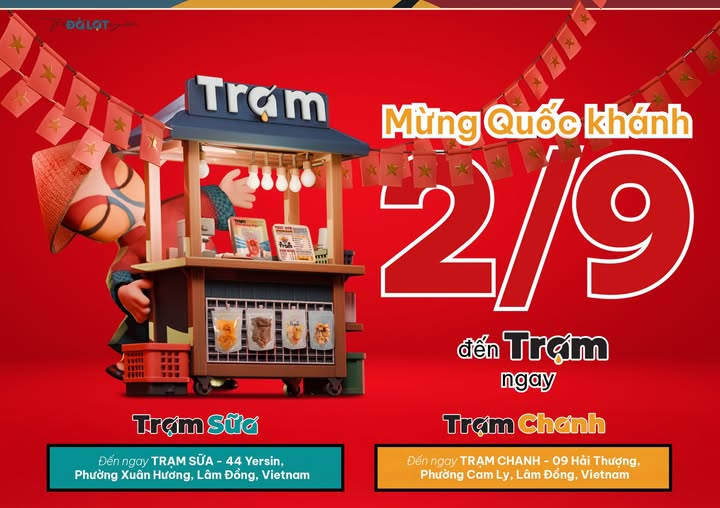 ĐÀ LẠT
Trạm
Mừng Quốc khánh
2/9
đến Trạm
ngay
Trạm
Trạm
Trạm Sữa
Đến ngay TRẠM SỮA - 44 Yersin,
Phường Xuân Hương, Lâm Đồng, Vietnam
Trạm Chanh
Đến ngay TRẠM CHANH - 09 Hải Thượng,
Phường Cam Ly, Lâm Đồng, Vietnam